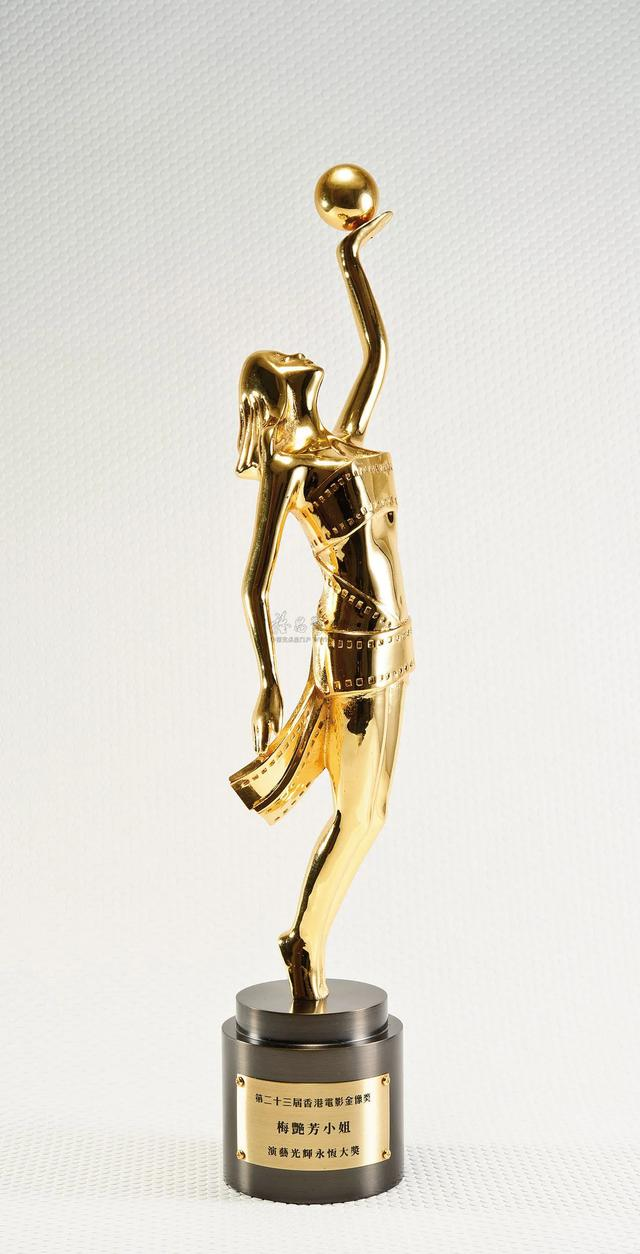 第二十三屆香港電影金像奖
梅艷芳小姐
演藝光輝永恆大獎